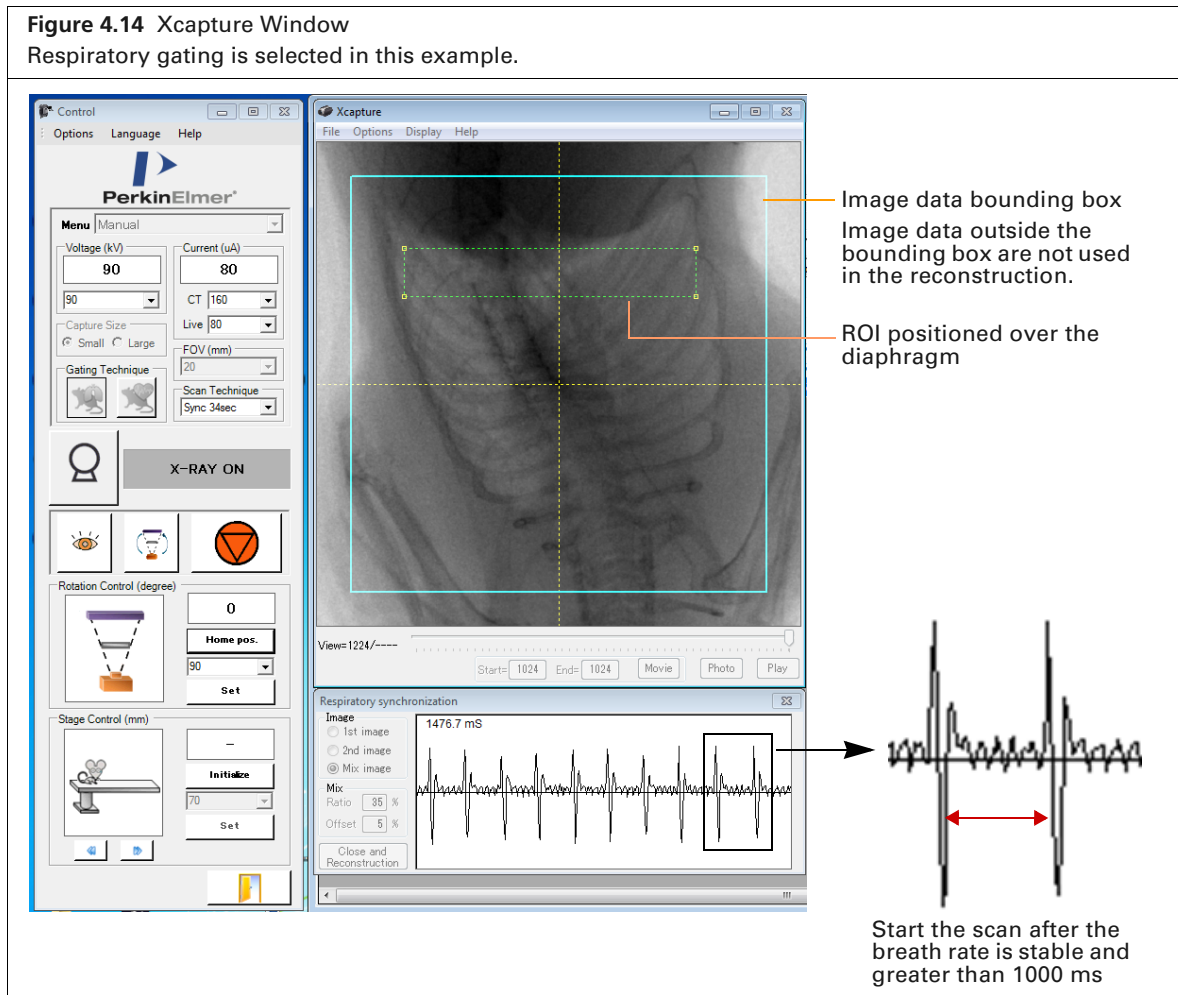 Figure 4.14 Xcapture Window
Respiratory gating is selected in this example.
Control
Options Language Help
PerkinElmer®
Menu Manual
Voltage (kV)
90
90
Current (uA)
80
CT 160
Live 80
Capture Size
Small Large
FOV (mm)
20
Gating Technique
Scan Technique
Sync 34sec
X-RAY ON
Rotation Control (degree)
0
Home pos.
90
Set
Stage Control (mm)
-
Initialize
70
Set
Xcapture
File Options Display Help
View=1224/----
Start= 1024 End= 1024 Movie Photo Play
Respiratory synchronization
Image
1st image
2nd image
Mix image
Mix
Ratio 35 %
Offset 5 %
Close and
Reconstruction
1476.7 mS
Image data bounding box
Image data outside the
bounding box are not used
in the reconstruction.
ROI positioned over the
diaphragm
Start the scan after the
breath rate is stable and
greater than 1000 ms